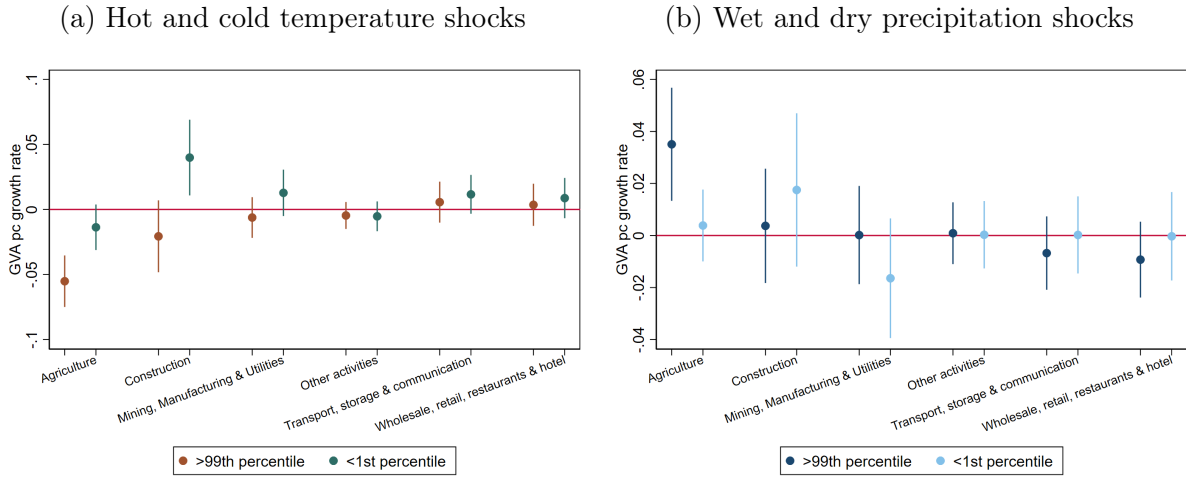 (a) Hot and cold temperature shocks
GVA pc growth rate
.1
.05
0
-.05
-.1
Agriculture
Construction
Mining, Manufacturing & Utilities
Other activities
Transport, storage & communication
Wholesale, retail, restaurants & hotel
>99th percentile
<1st percentile
(b) Wet and dry precipitation shocks
GVA pc growth rate
.06
.04
.02
0
-.02
-.04
Agriculture
Construction
Mining, Manufacturing & Utilities
Other activities
Transport, storage & communication
Wholesale, retail, restaurants & hotel
>99th percentile
<1st percentile